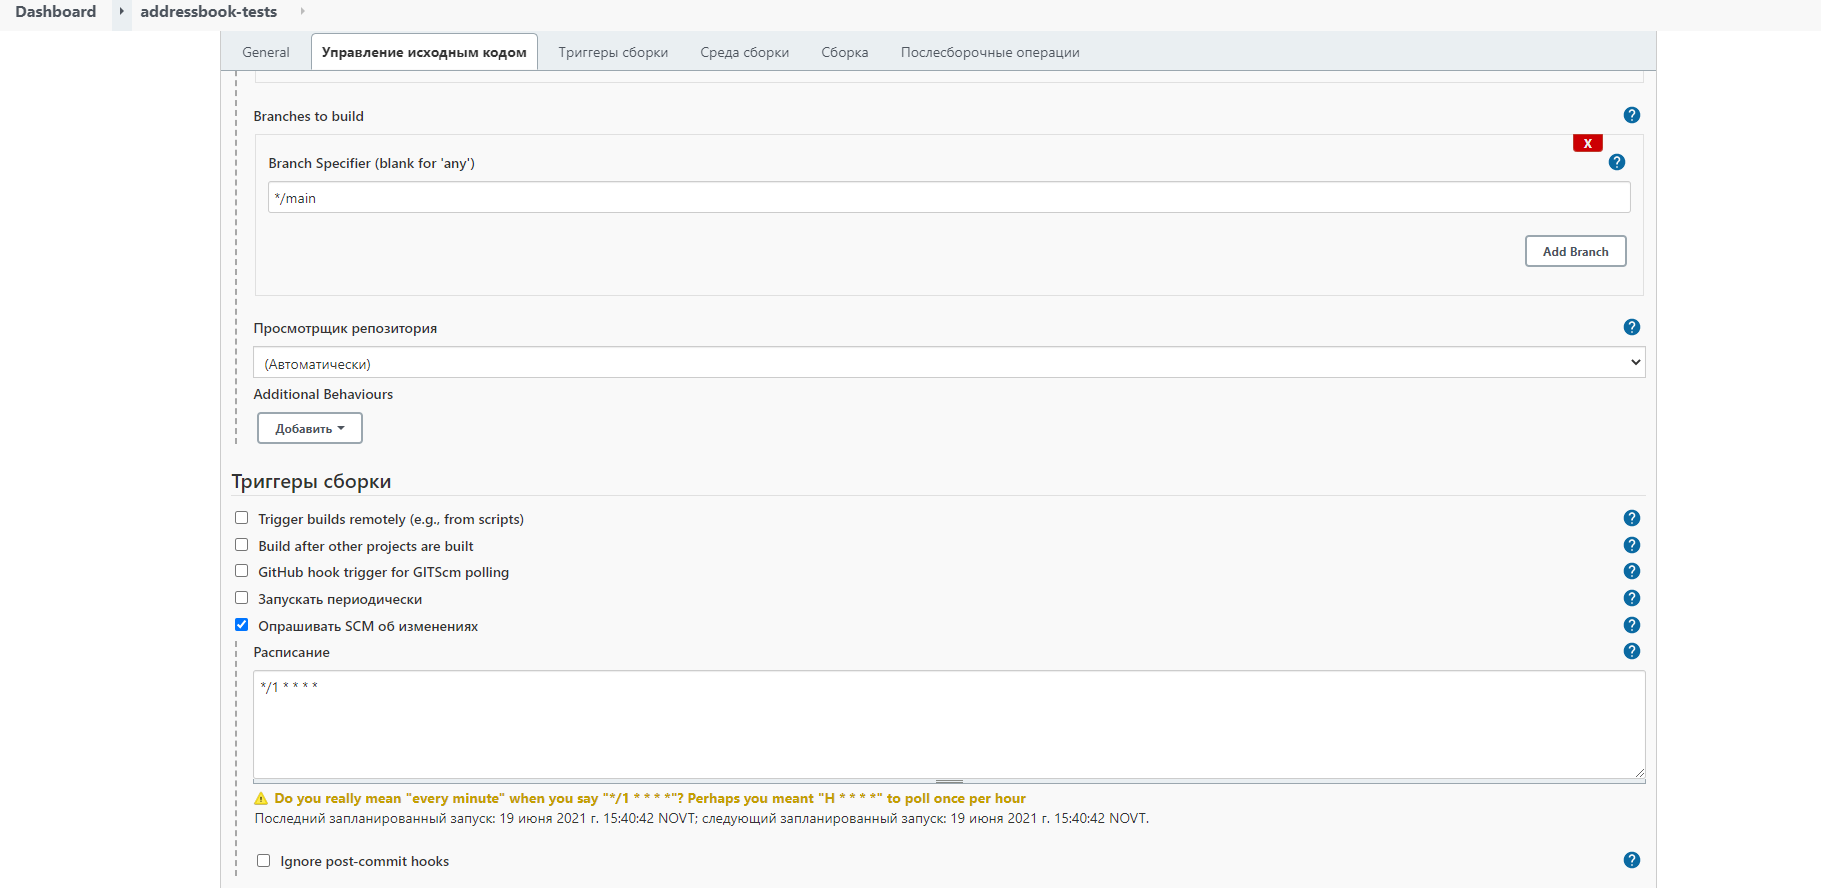 Dashboard addressbook-tests
General Управление исходным кодом Триггеры сборки Среда сборки Сборка Послесборочные операции
Branches to build ?
X
Branch Specifier (blank for 'any') ?
*/main
Add Branch
Просмотрщик репозитория ?
(Автоматически)
Additional Behaviours
Добавить
Триггеры сборки
Trigger builds remotely (e.g., from scripts) ?
Build after other projects are built ?
GitHub hook trigger for GITScm polling ?
Запускать периодически ?
Опрашивать SCM об изменениях ?
Расписание ?
*/1 * * * *
Do you really mean "every minute" when you say "*/1 * * * *"? Perhaps you meant "H * * * *" to poll once per hour
Последний запланированный запуск: 19 июня 2021 г. 15:40:42 NOVT; следующий запланированный запуск: 19 июня 2021 г. 15:40:42 NOVT.
Ignore post-commit hooks ?